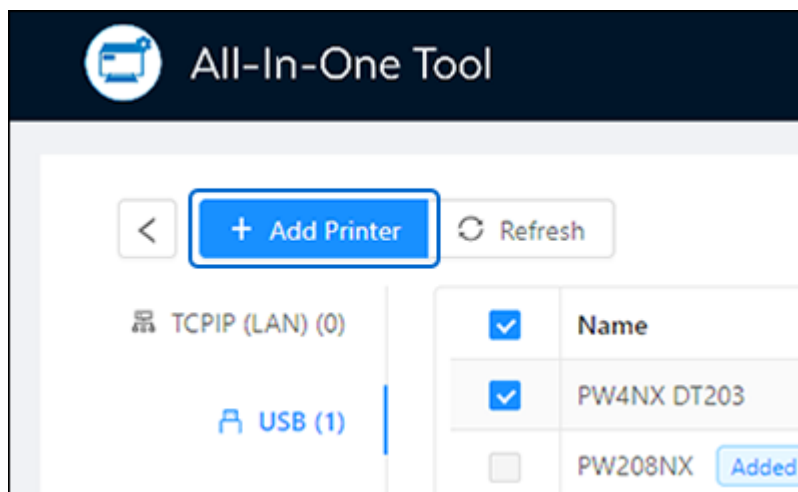 All-In-One Tool
< + Add Printer Refresh
TCPIP (LAN) (0)
USB (1)
Name
PW4NX DT203
PW208NX Added